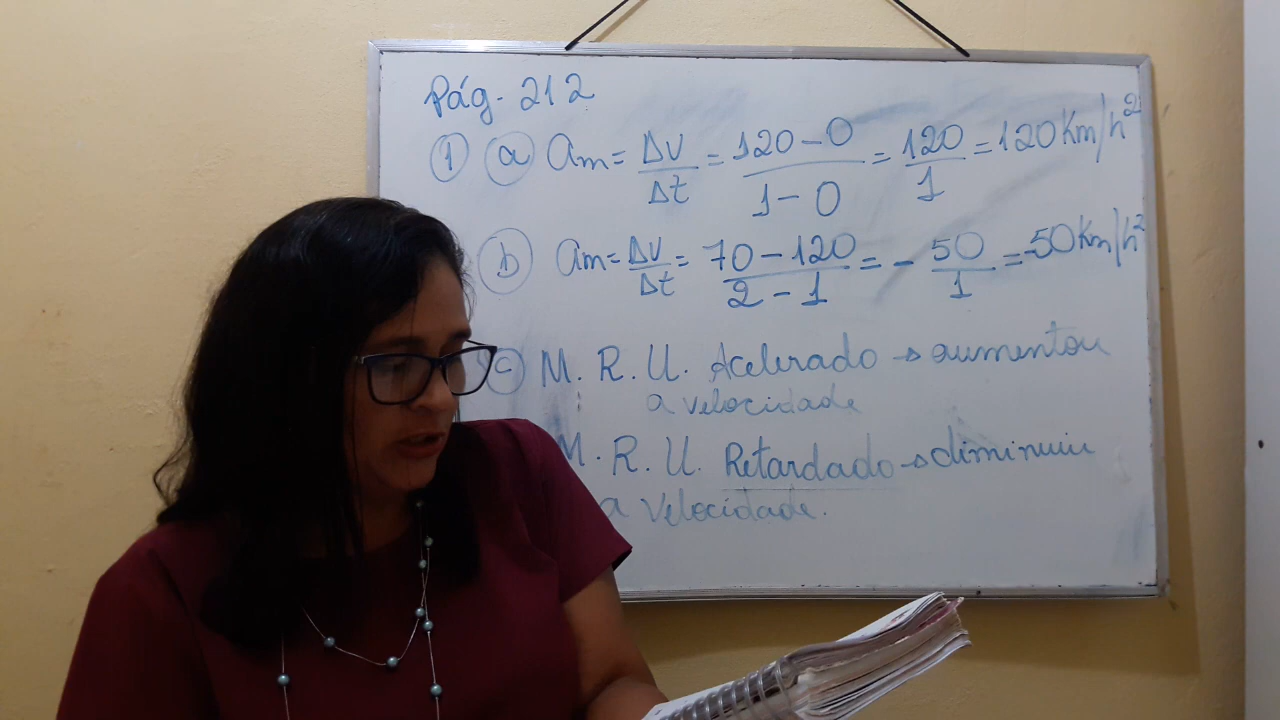 Pág. 212
① ⓐ am = Δv/Δt = 120 - 0/1 - 0 = 120/1 = 120 Km/h²
ⓑ am = Δv/Δt = 70 - 120/2 - 1 = - 50/1 = -50 Km/h²
ⓒ M. R. U. Acelerado → aumentou
a velocidade
M. R. U. Retardado → diminuiu
a velocidade.